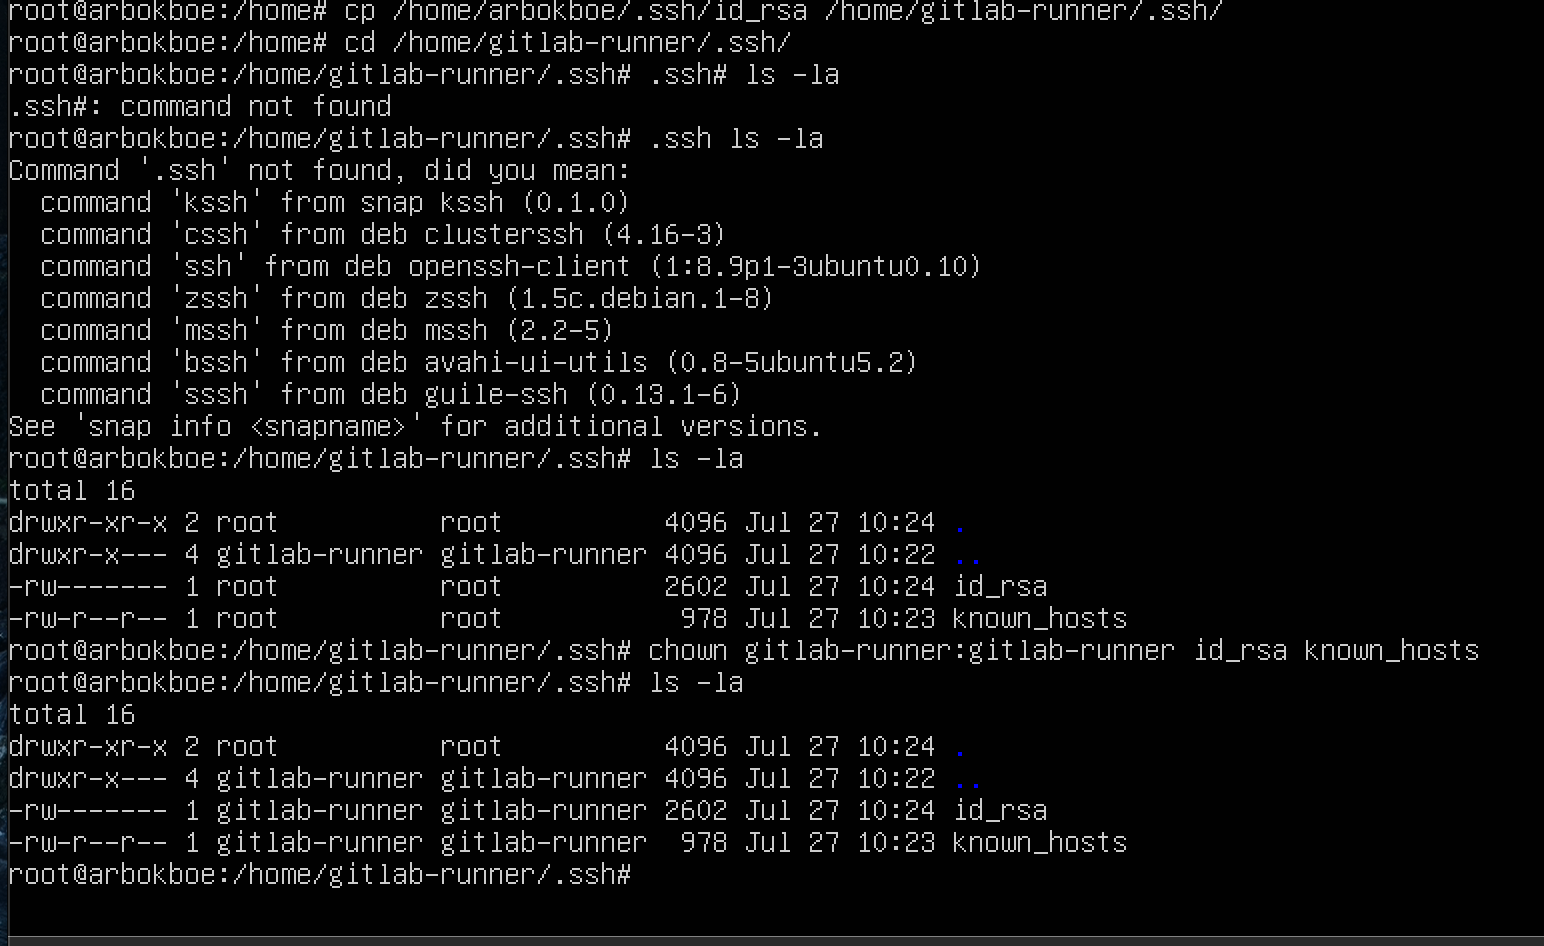 root@arbokboe:/home# cp /home/arbokboe/.ssh/id_rsa /home/gitlab-runner/.ssh/
root@arbokboe:/home# cd /home/gitlab-runner/.ssh/
root@arbokboe:/home/gitlab-runner/.ssh# .ssh# ls -la
.ssh#: command not found
root@arbokboe:/home/gitlab-runner/.ssh# .ssh ls -la
Command '.ssh' not found, did you mean:
  command 'kssh' from snap kssh (0.1.0)
  command 'cssh' from deb clusterssh (4.16-3)
  command 'ssh' from deb openssh-client (1:8.9p1-3ubuntu0.10)
  command 'zssh' from deb zssh (1.5c.debian.1-8)
  command 'mssh' from deb mssh (2.2-5)
  command 'bssh' from deb avahi-ui-utils (0.8-5ubuntu5.2)
  command 'sssh' from deb guile-ssh (0.13.1-6)
See 'snap info <snapname>' for additional versions.
root@arbokboe:/home/gitlab-runner/.ssh# ls -la
total 16
drwxr-xr-x 2 root          root          4096 Jul 27 10:24 .
drwxr-x--- 4 gitlab-runner gitlab-runner 4096 Jul 27 10:22 ..
-rw------- 1 root          root          2602 Jul 27 10:24 id_rsa
-rw-r--r-- 1 root          root           978 Jul 27 10:23 known_hosts
root@arbokboe:/home/gitlab-runner/.ssh# chown gitlab-runner:gitlab-runner id_rsa known_hosts
root@arbokboe:/home/gitlab-runner/.ssh# ls -la
total 16
drwxr-xr-x 2 root          root          4096 Jul 27 10:24 .
drwxr-x--- 4 gitlab-runner gitlab-runner 4096 Jul 27 10:22 ..
-rw------- 1 gitlab-runner gitlab-runner 2602 Jul 27 10:24 id_rsa
-rw-r--r-- 1 gitlab-runner gitlab-runner  978 Jul 27 10:23 known_hosts
root@arbokboe:/home/gitlab-runner/.ssh#